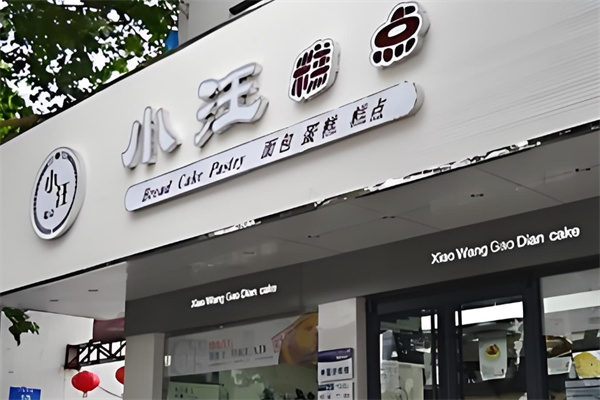 小汪糕点
Bread Cake Pastry 面包 蛋糕 糕点
小汪
Xiao Wang Gao Dian cake
Xiao Wang Gao Dian cake